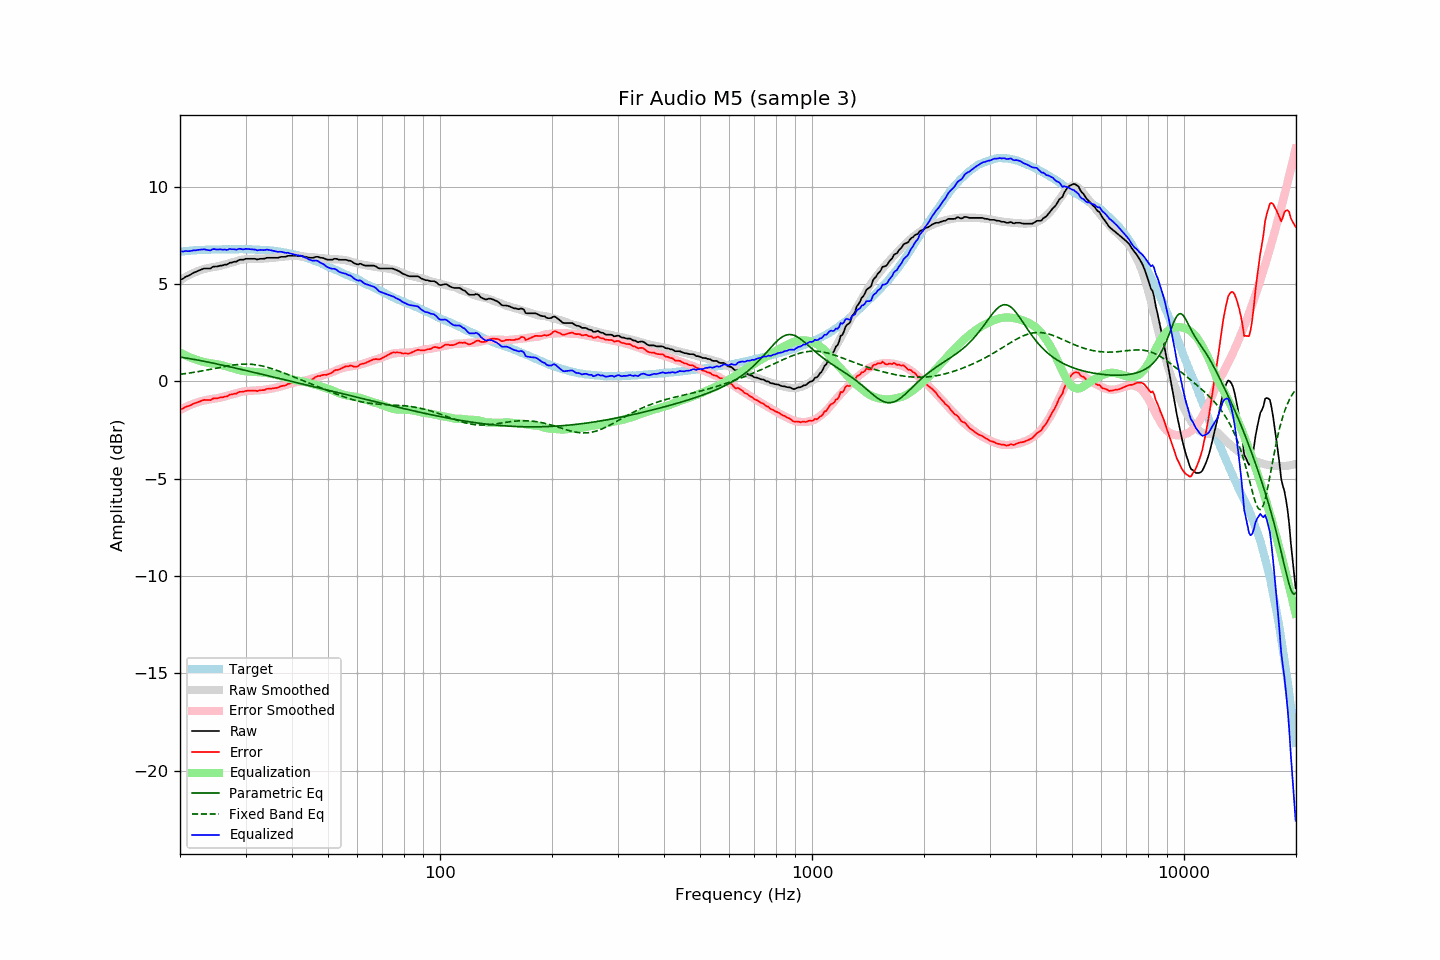 Fir Audio M5 (sample 3)
10
5
0
−5
−10
−15
−20
Amplitude (dBr)
Target
Raw Smoothed
Error Smoothed
Raw
Error
Equalization
Parametric Eq
Fixed Band Eq
Equalized
100 1000 10000
Frequency (Hz)